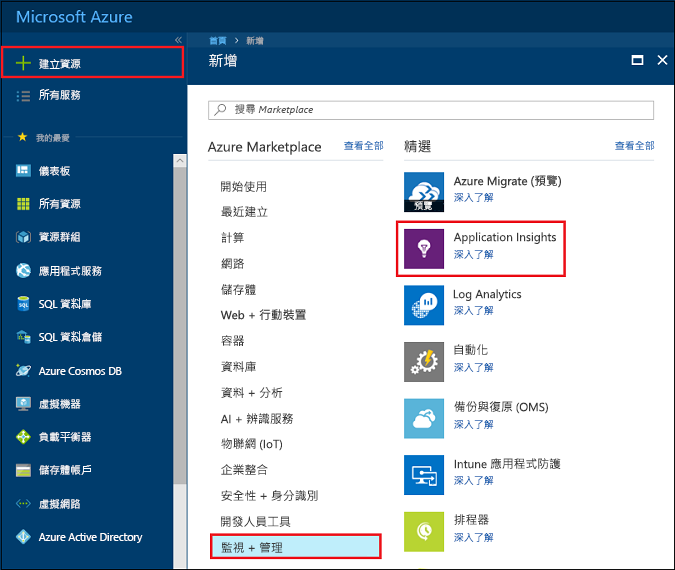 Microsoft Azure
建立資源
所有服務
我的最愛
儀表板
所有資源
資源群組
應用程式服務
SQL 資料庫
SQL 資料倉儲
Azure Cosmos DB
虛擬機器
負載平衡器
儲存體帳戶
虛擬網路
Azure Active Directory
首頁 > 新增
新增
搜尋 Marketplace
Azure Marketplace 查看全部
開始使用
最近建立
計算
網路
儲存體
Web + 行動裝置
容器
資料庫
資料 + 分析
AI + 辨識服務
物聯網 (IoT)
企業整合
安全性 + 身分識別
開發人員工具
監視 + 管理
精選 查看全部
Azure Migrate (預覽)
深入了解
預覽
Application Insights
深入了解
Log Analytics
深入了解
自動化
深入了解
備份與復原 (OMS)
深入了解
Intune 應用程式防護
深入了解
排程器
深入了解